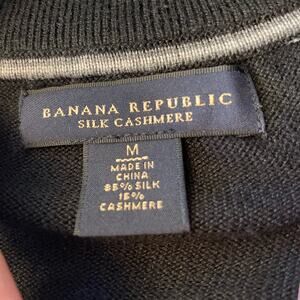 BANANA REPUBLIC
SILK CASHMERE
M
MADE IN
CHINA
85% SILK
15%
CASHMERE